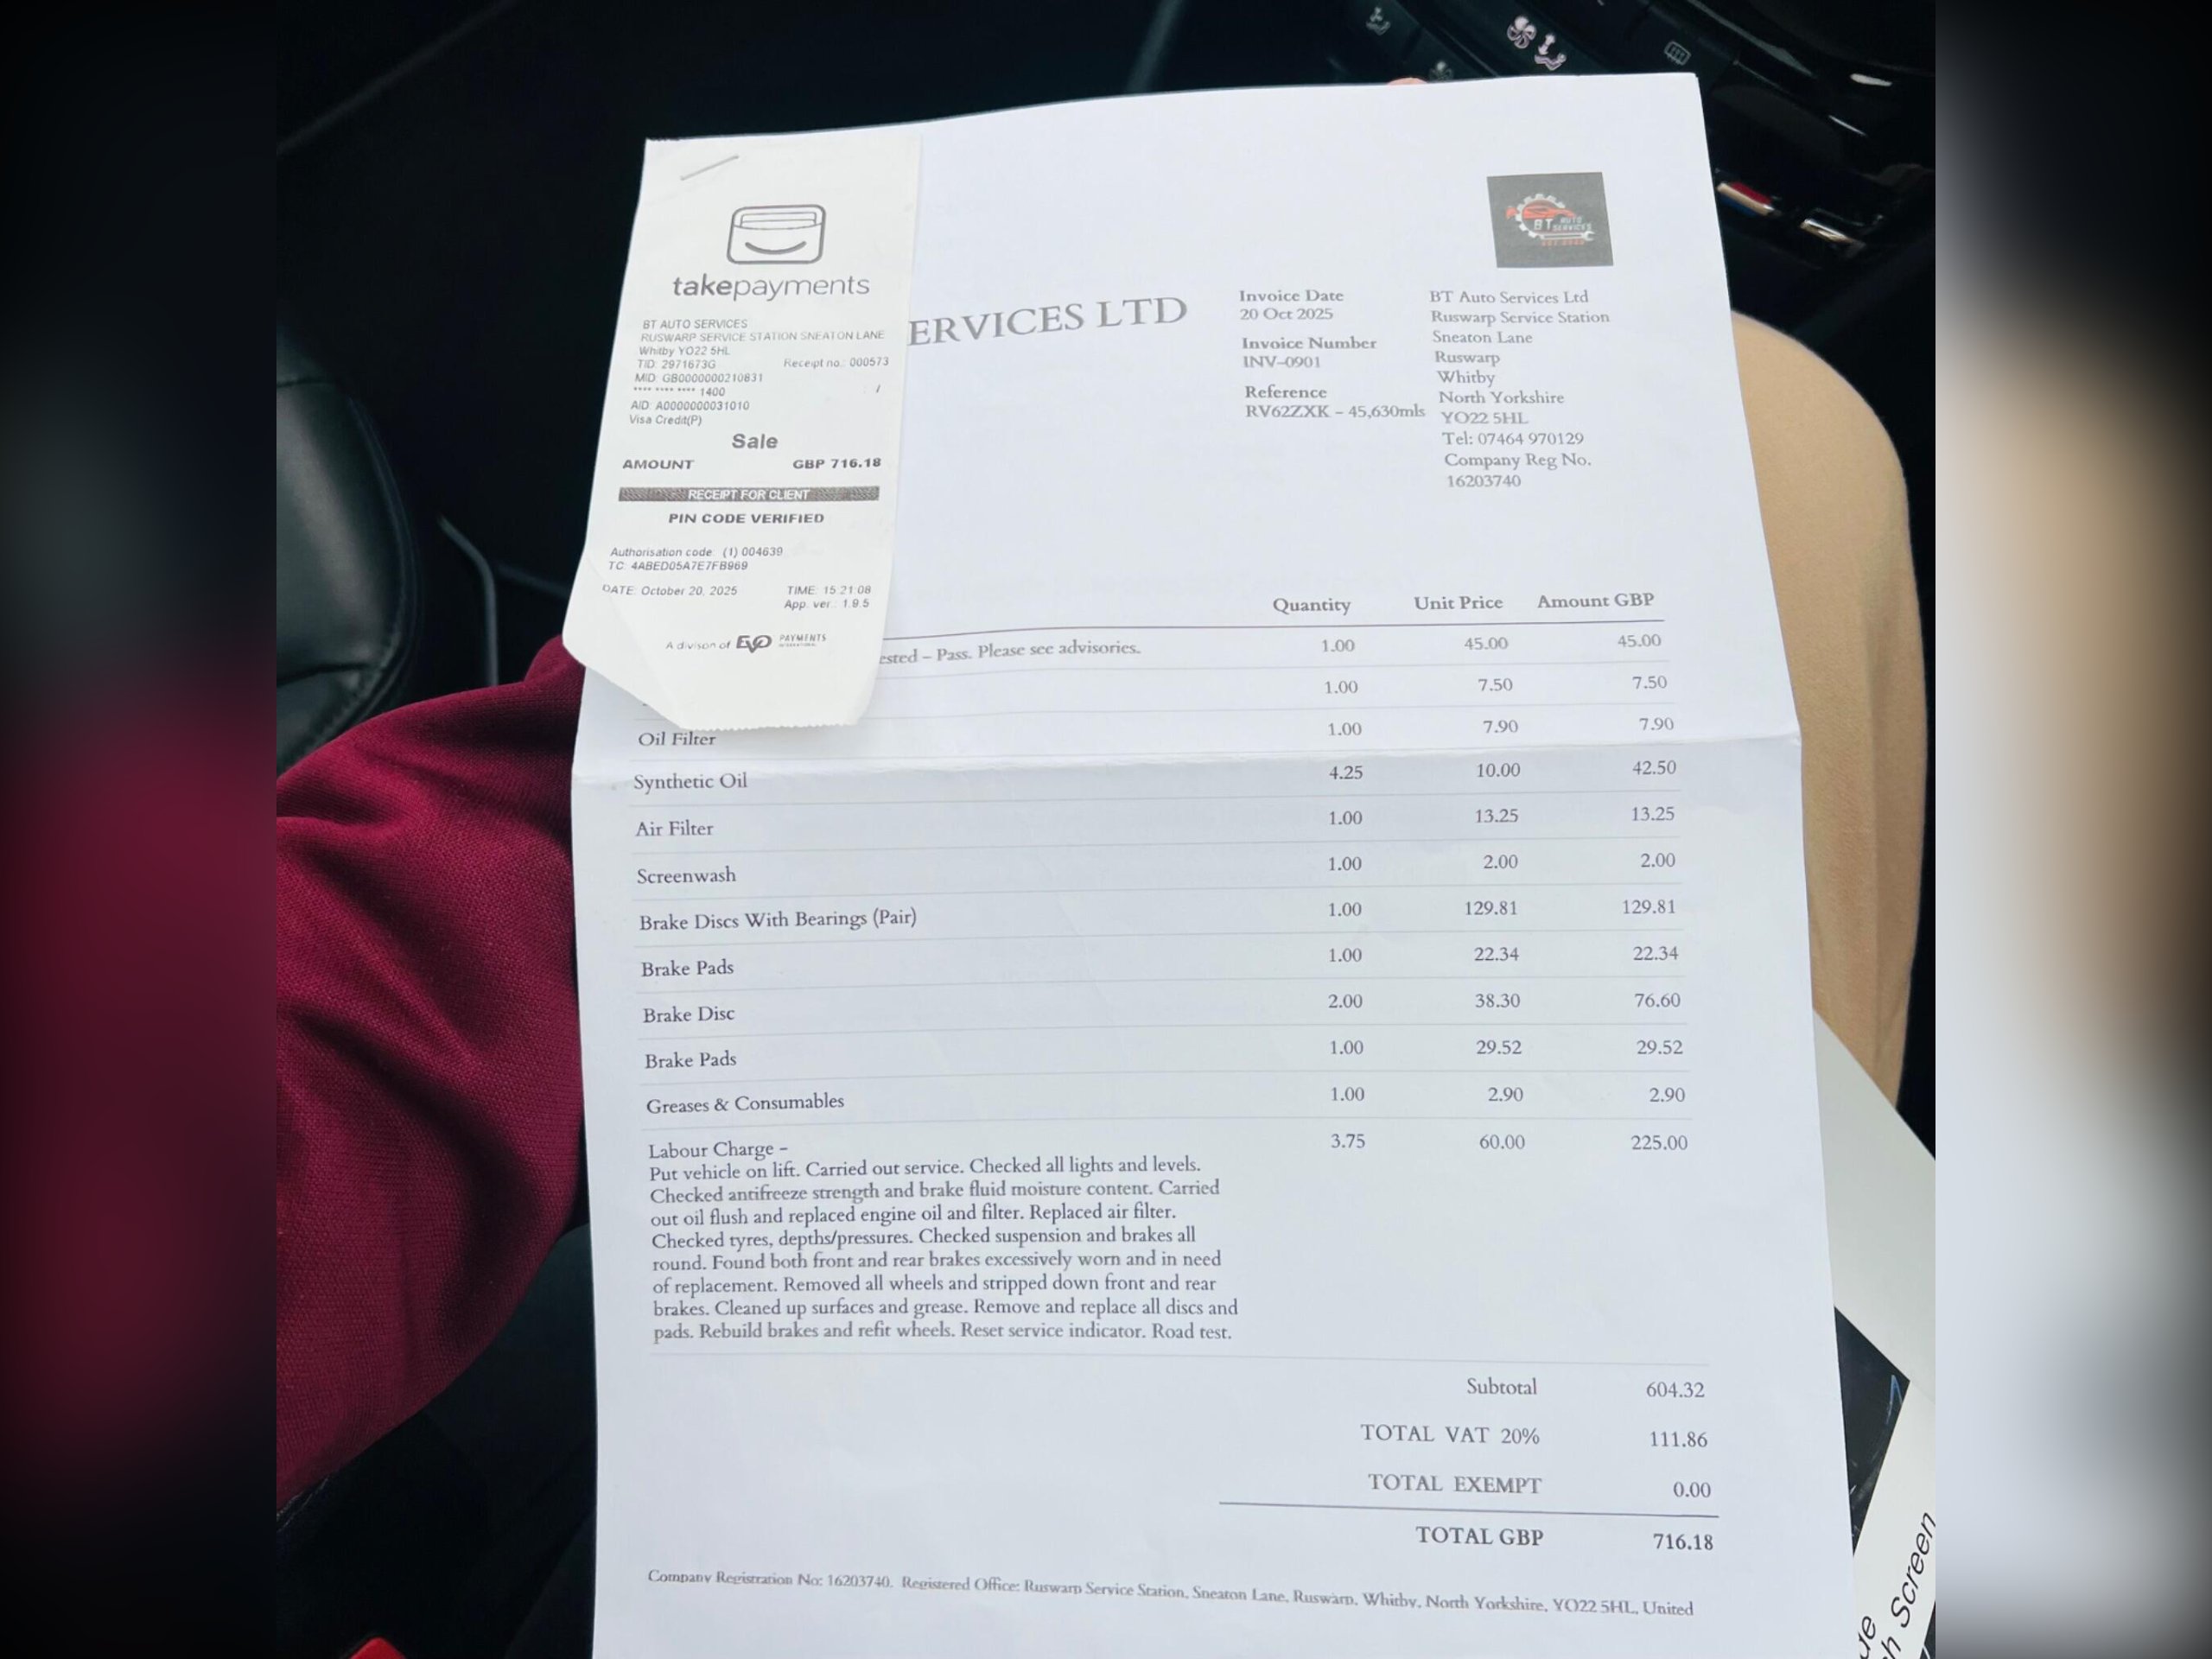 takepayments
BT AUTO SERVICES
RUSWARP SERVICE STATION SNEATON LANE
Whitby YO22 5HL
TID: 2971673G Receipt no.: 000573
MID: GB0000000210831
**** **** **** 1400 /
AID: A0000000031010
Visa Credit(P)
Sale
AMOUNT GBP 716.18
RECEIPT FOR CLIENT
PIN CODE VERIFIED
Authorisation code: (1) 004639
TC: 4ABED05A7E7FB969
DATE: October 20, 2025 TIME: 15:21:08
App. ver.: 1.9.5
A divison of EVO PAYMENTS INTERNATIONAL
ERVICES LTD
BT AUTO SERVICES
Invoice Date
20 Oct 2025
Invoice Number
INV-0901
Reference
RV62ZXK – 45,630mls
BT Auto Services Ltd
Ruswarp Service Station
Sneaton Lane
Ruswarp
Whitby
North Yorkshire
YO22 5HL
Tel: 07464 970129
Company Reg No.
16203740
Quantity Unit Price Amount GBP
ested – Pass. Please see advisories. 1.00 45.00 45.00
1.00 7.50 7.50
Oil Filter 1.00 7.90 7.90
Synthetic Oil 4.25 10.00 42.50
Air Filter 1.00 13.25 13.25
Screenwash 1.00 2.00 2.00
Brake Discs With Bearings (Pair) 1.00 129.81 129.81
Brake Pads 1.00 22.34 22.34
Brake Disc 2.00 38.30 76.60
Brake Pads 1.00 29.52 29.52
Greases & Consumables 1.00 2.90 2.90
Labour Charge – 3.75 60.00 225.00
Put vehicle on lift. Carried out service. Checked all lights and levels.
Checked antifreeze strength and brake fluid moisture content. Carried
out oil flush and replaced engine oil and filter. Replaced air filter.
Checked tyres, depths/pressures. Checked suspension and brakes all
round. Found both front and rear brakes excessively worn and in need
of replacement. Removed all wheels and stripped down front and rear
brakes. Cleaned up surfaces and grease. Remove and replace all discs and
pads. Rebuild brakes and refit wheels. Reset service indicator. Road test.
Subtotal 604.32
TOTAL VAT 20% 111.86
TOTAL EXEMPT 0.00
TOTAL GBP 716.18
Company Registration No: 16203740. Registered Office: Ruswarp Service Station, Sneaton Lane, Ruswarp, Whitby, North Yorkshire, YO22 5HL, United
Screen